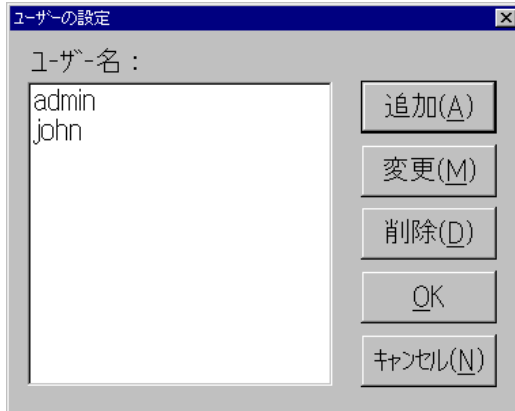 ﾕｰｻﾞｰの設定
ﾕｰｻﾞｰ名：
admin
john
追加(A)
変更(M)
削除(D)
OK
ｷｬﾝｾﾙ(N)